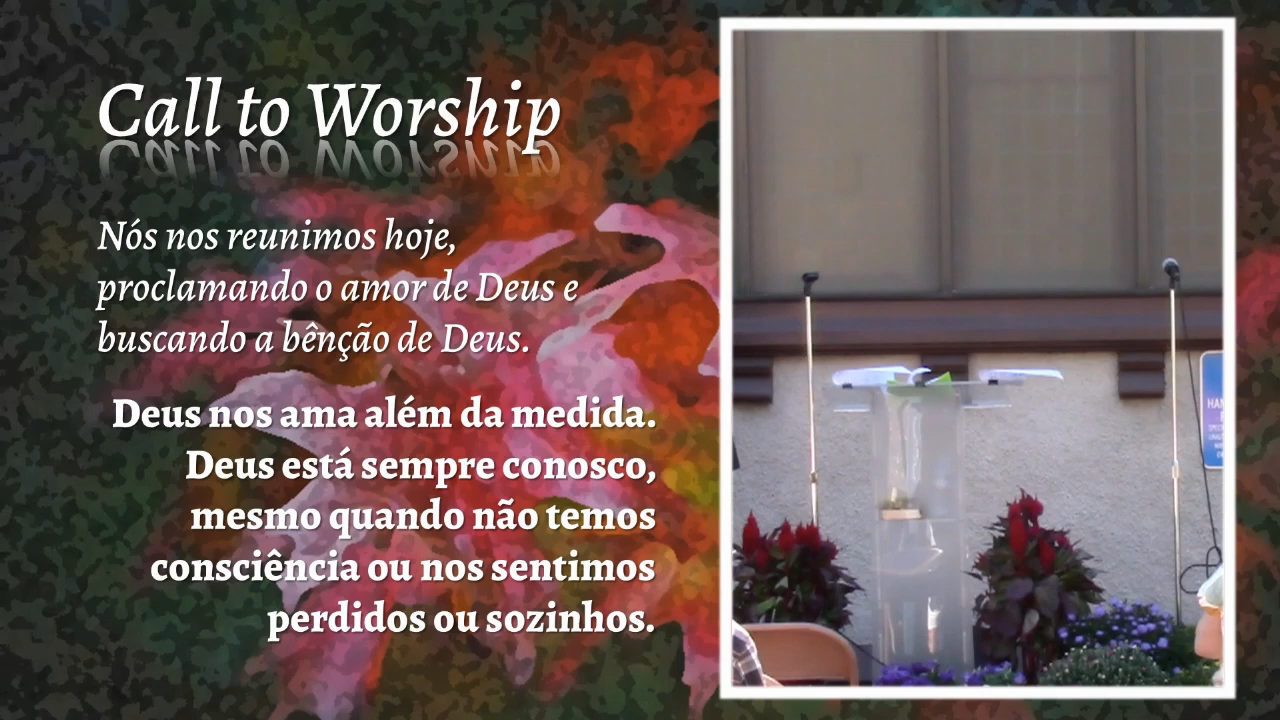 Call to Worship
Nós nos reunimos hoje,
proclamando o amor de Deus e
buscando a bênção de Deus.
Deus nos ama além da medida.
Deus está sempre conosco,
mesmo quando não temos
consciência ou nos sentimos
perdidos ou sozinhos.